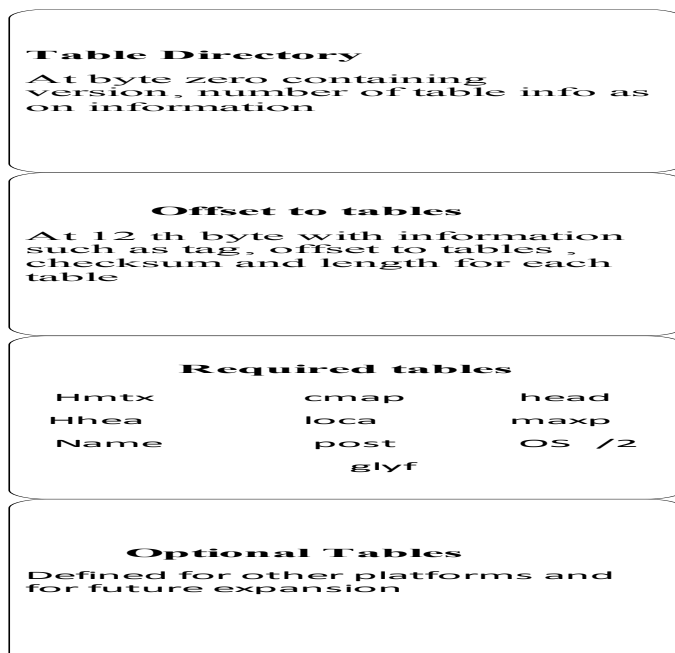 Table Directory
At byte zero containing
version, number of table info as
on information
Offset to tables
At 12 th byte with information
such as tag, offset to tables ,
checksum and length for each
table
Required tables
Hmtx cmap head
Hhea loca maxp
Name post OS /2
glyf
Optional Tables
Defined for other platforms and
for future expansion